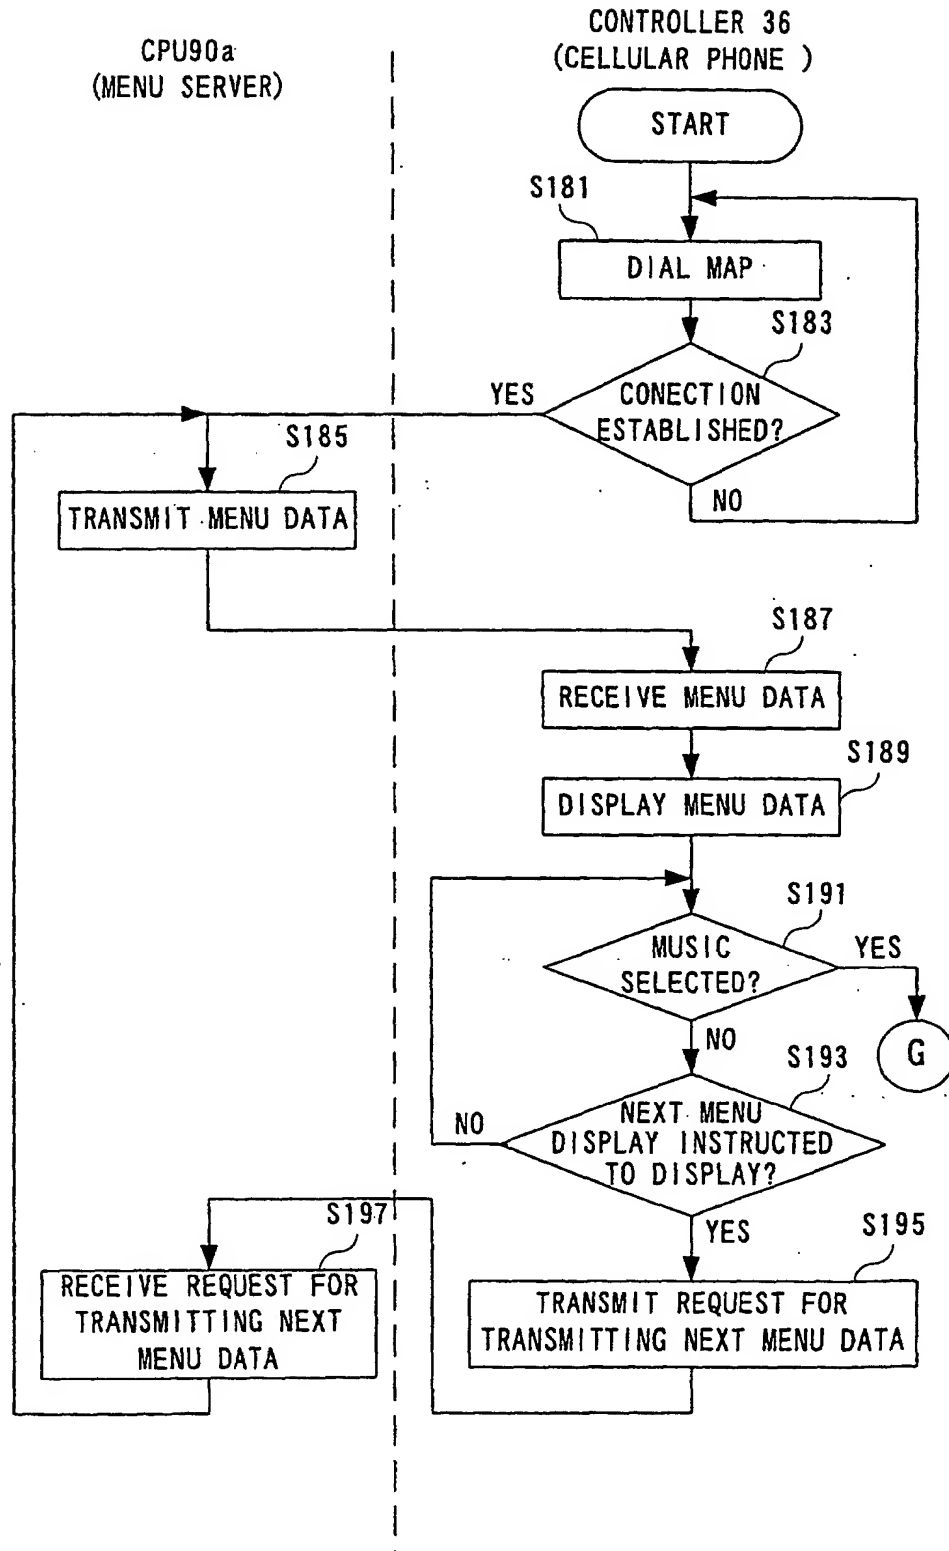 CPU90a
(MENU SERVER)
CONTROLLER 36
(CELLULAR PHONE )
START
S181
DIAL MAP
S183
CONECTION
ESTABLISHED?
YES
NO
S185
TRANSMIT MENU DATA
S187
RECEIVE MENU DATA
S189
DISPLAY MENU DATA
S191
MUSIC
SELECTED?
YES
G
NO
S193
NEXT MENU
DISPLAY INSTRUCTED
TO DISPLAY?
NO
YES
S195
TRANSMIT REQUEST FOR
TRANSMITTING NEXT MENU DATA
S197
RECEIVE REQUEST FOR
TRANSMITTING NEXT
MENU DATA